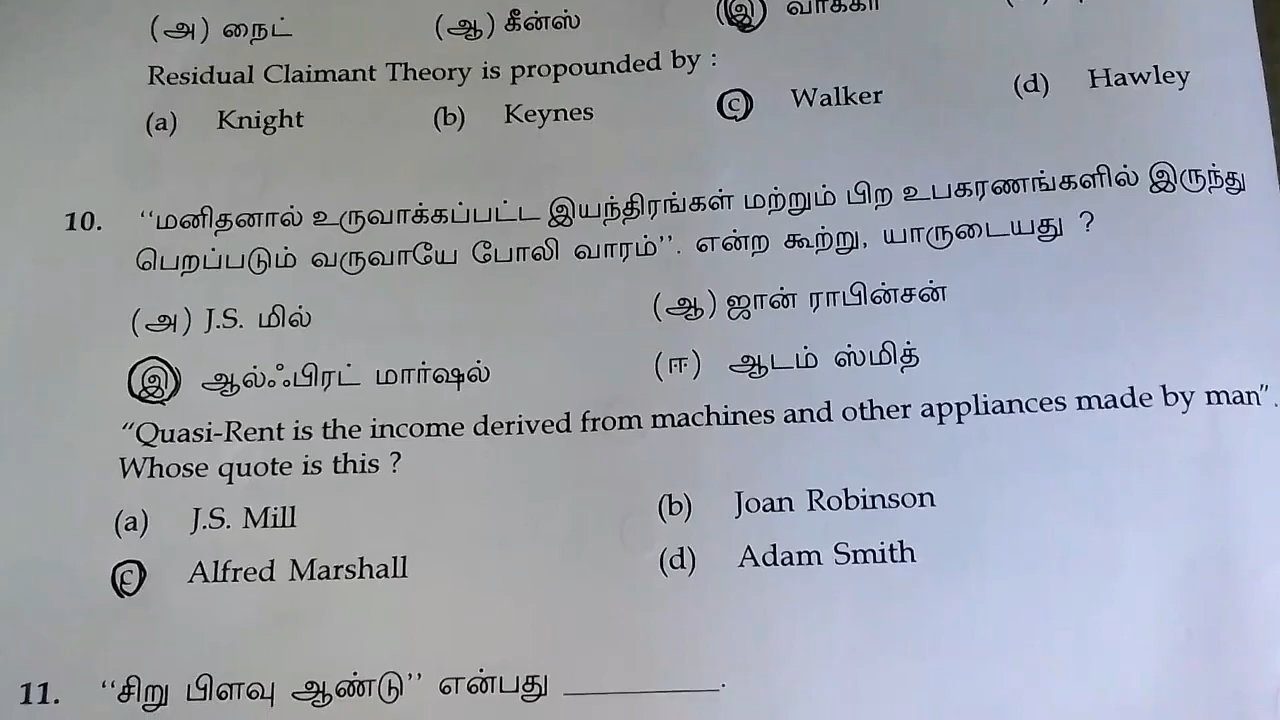 (அ) நைட் (ஆ) கீன்ஸ் (இ)
Residual Claimant Theory is propounded by :
(a) Knight (b) Keynes (c) Walker (d) Hawley
10. “மனிதனால் உருவாக்கப்பட்ட இயந்திரங்கள் மற்றும் பிற உபகரணங்களில் இருந்து
பெறப்படும் வருவாயே போலி வாரம்”. என்ற கூற்று, யாருடையது ?
(அ) J.S. மில் (ஆ) ஜான் ராபின்சன்
(இ) ஆல்ஃபிரட் மார்ஷல் (ஈ) ஆடம் ஸ்மித்
“Quasi-Rent is the income derived from machines and other appliances made by man”.
Whose quote is this ?
(a) J.S. Mill (b) Joan Robinson
(c) Alfred Marshall (d) Adam Smith
11. “சிறு பிளவு ஆண்டு” என்பது __________.